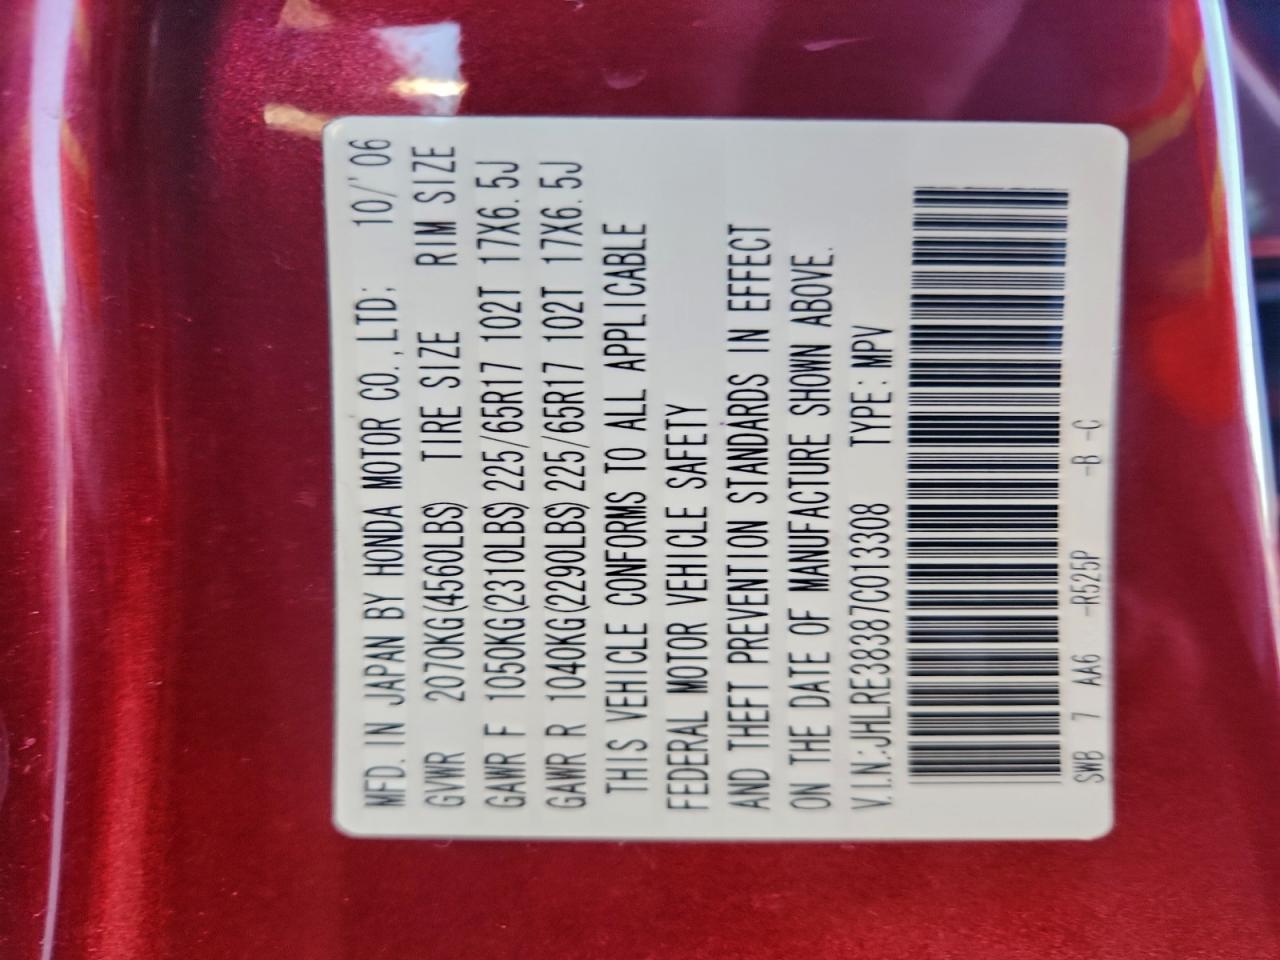 MFD. IN JAPAN BY HONDA MOTOR CO.,LTD: 10/'06
GVWR 2070KG(4560LBS) TIRE SIZE RIM SIZE
GAWR F 1050KG(2310LBS) 225/65R17 102T 17X6.5J
GAWR R 1040KG(2290LBS) 225/65R17 102T 17X6.5J
THIS VEHICLE CONFORMS TO ALL APPLICABLE
FEDERAL MOTOR VEHICLE SAFETY
AND THEFT PREVENTION STANDARDS IN EFFECT
ON THE DATE OF MANUFACTURE SHOWN ABOVE.
V.I.N.:JHLRE38387C013308 TYPE: MPV
SWB 7 AA6 -R525P -B -C